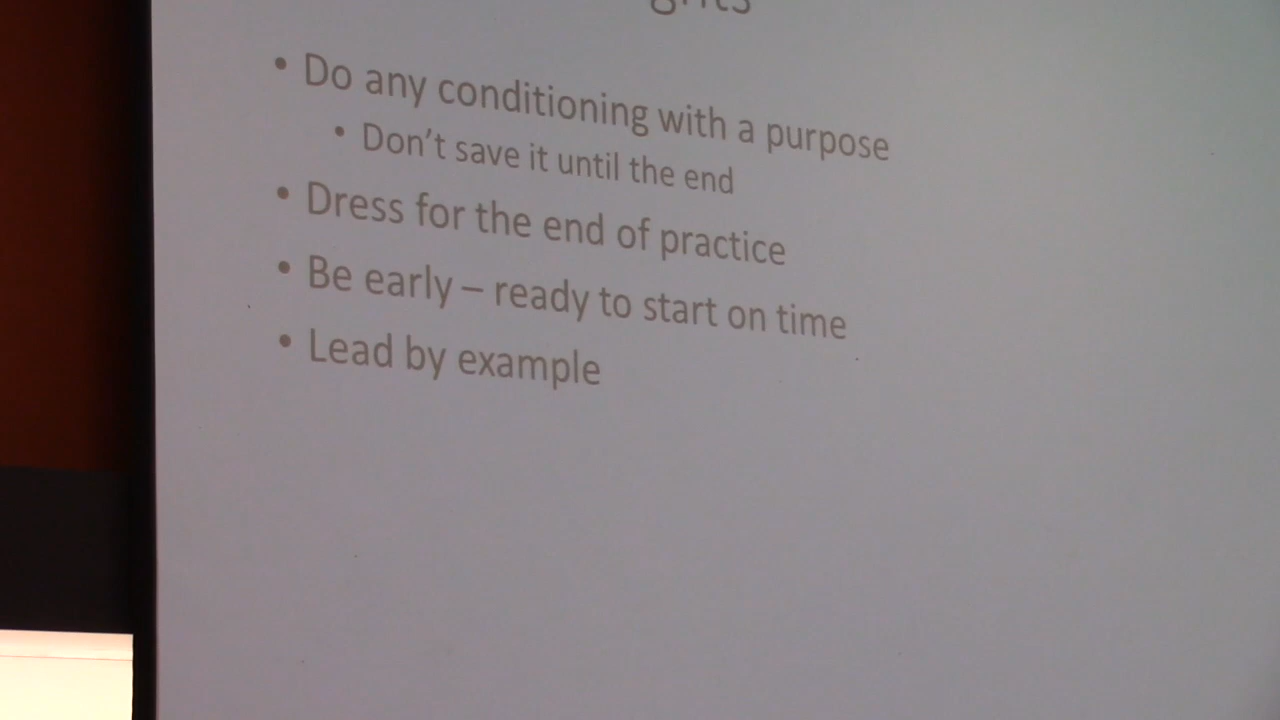 • Do any conditioning with a purpose
• Don't save it until the end
• Dress for the end of practice
• Be early – ready to start on time
• Lead by example